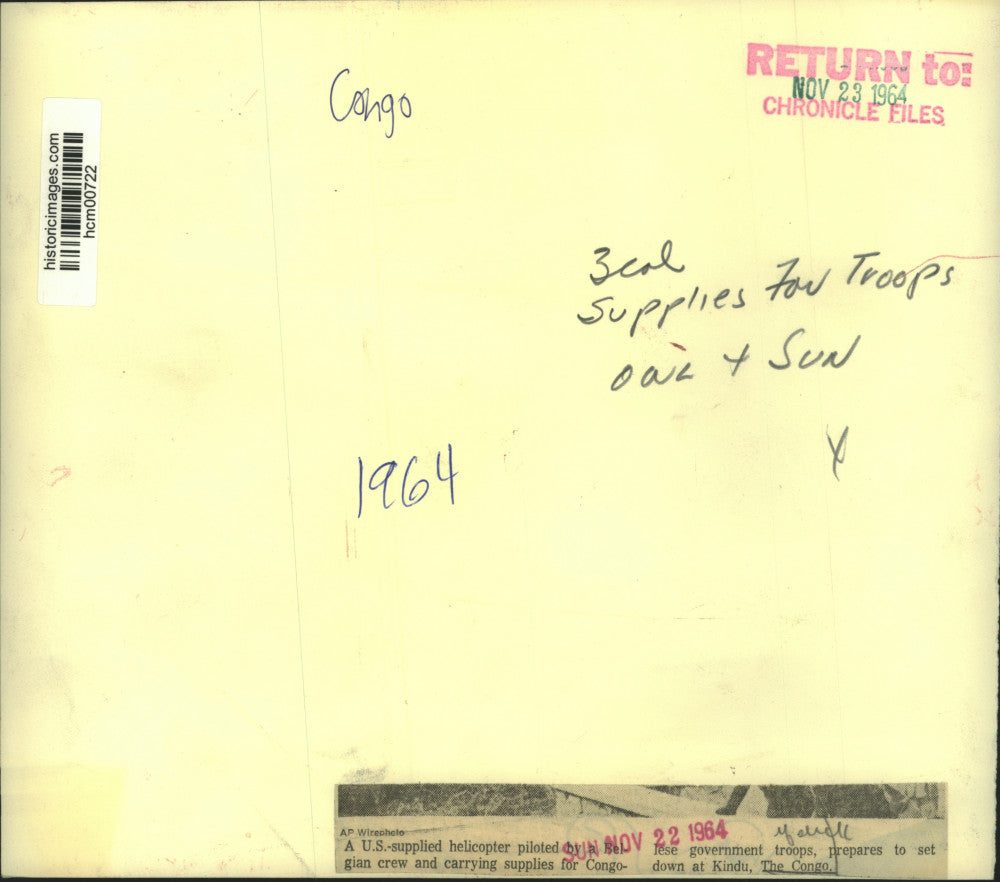 RETURN to:
NOV 23 1964
CHRONICLE FILES
Congo
historicimages.com
hcm00722
3 col
Supplies For Troops
OWL + SUN
X
1964
AP Wirephoto
SUN NOV 22 1964
A U.S.-supplied helicopter piloted by a Bel-
gian crew and carrying supplies for Congo-
lese government troops, prepares to set
down at Kindu, The Congo.